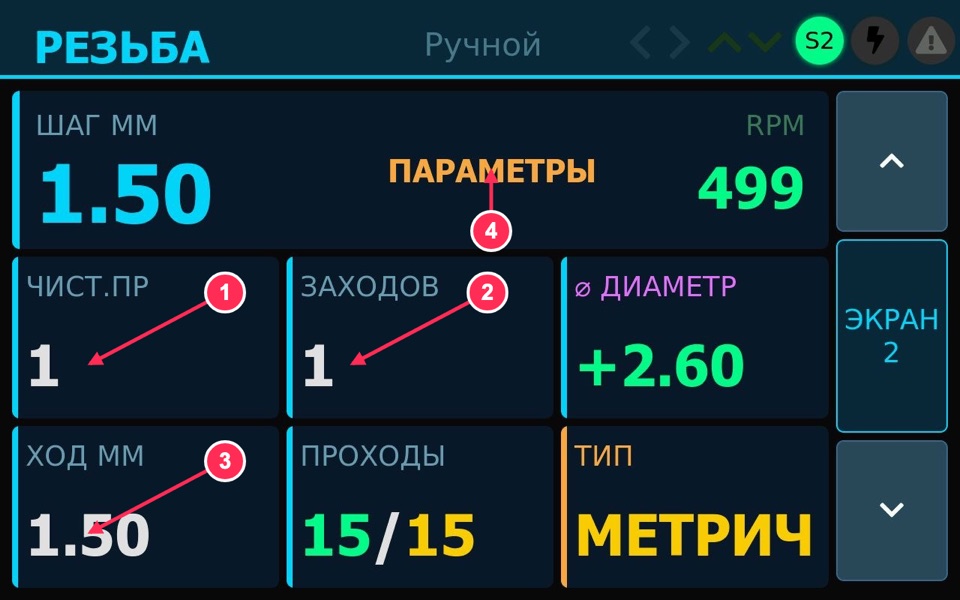 РЕЗЬБА
Ручной
S2
ШАГ ММ
1.50
ПАРАМЕТРЫ
4
RPM
499
ЧИСТ.ПР
1
1
ЗАХОДОВ
2
1
⌀ ДИАМЕТР
+2.60
ЭКРАН
2
ХОД ММ
3
1.50
ПРОХОДЫ
15/15
ТИП
МЕТРИЧ